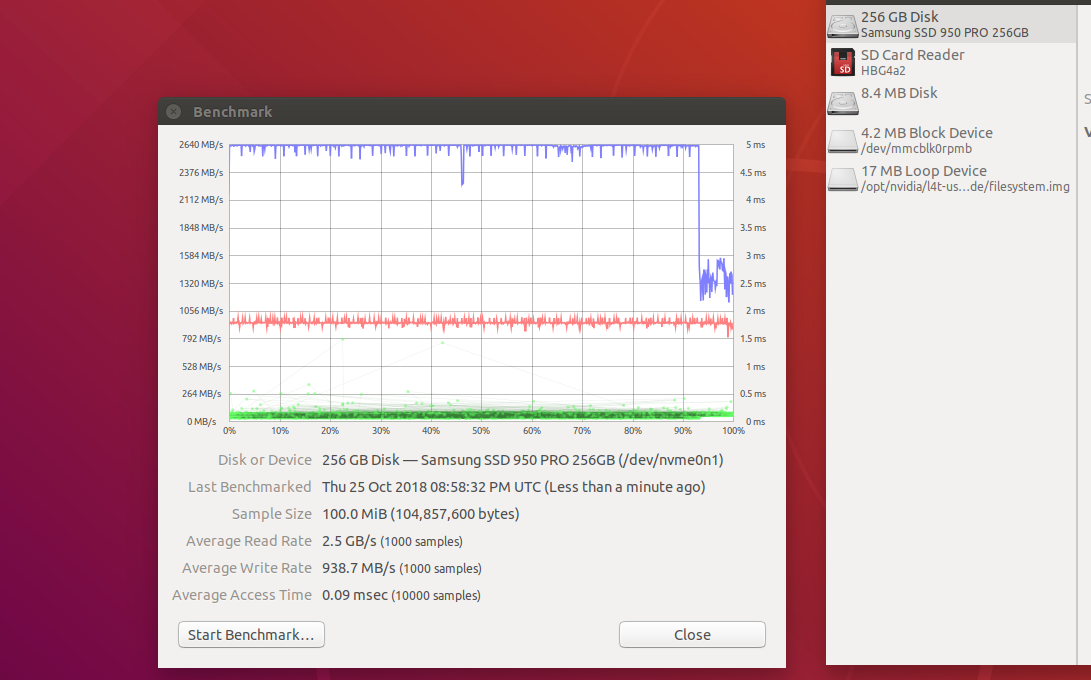 256 GB Disk
Samsung SSD 950 PRO 256GB
SD Card Reader
HBG4a2
8.4 MB Disk
4.2 MB Block Device
/dev/mmcblk0rpmb
17 MB Loop Device
/opt/nvidia/l4t-us…de/filesystem.img
SD
S
V
Benchmark
2640 MB/s
2376 MB/s
2112 MB/s
1848 MB/s
1584 MB/s
1320 MB/s
1056 MB/s
792 MB/s
528 MB/s
264 MB/s
0 MB/s
5 ms
4.5 ms
4 ms
3.5 ms
3 ms
2.5 ms
2 ms
1.5 ms
1 ms
0.5 ms
0 ms
0% 10% 20% 30% 40% 50% 60% 70% 80% 90% 100%
Disk or Device 256 GB Disk — Samsung SSD 950 PRO 256GB (/dev/nvme0n1)
Last Benchmarked Thu 25 Oct 2018 08:58:32 PM UTC (Less than a minute ago)
Sample Size 100.0 MiB (104,857,600 bytes)
Average Read Rate 2.5 GB/s (1000 samples)
Average Write Rate 938.7 MB/s (1000 samples)
Average Access Time 0.09 msec (10000 samples)
Start Benchmark… Close